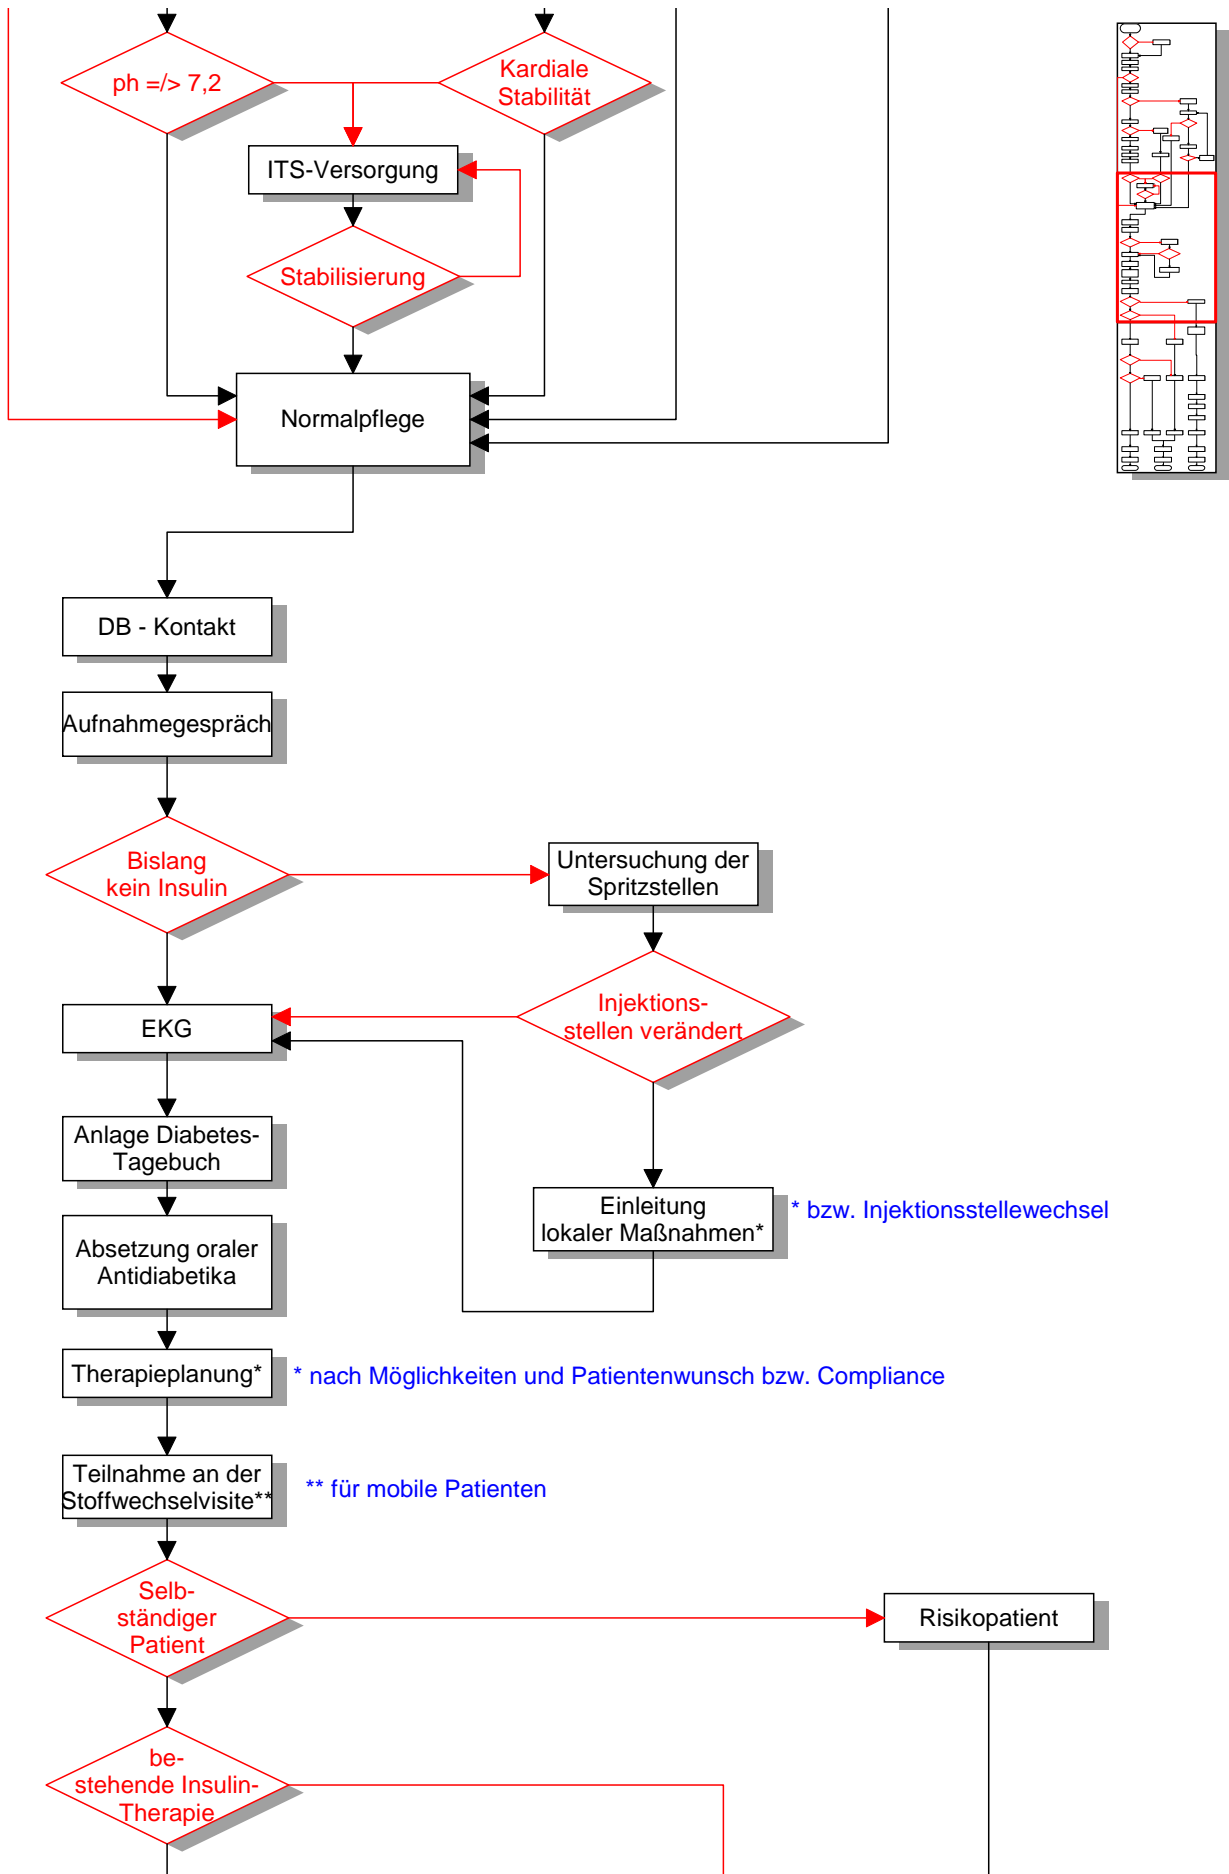 ph =/> 7,2
Kardiale
Stabilität
ITS-Versorgung
Stabilisierung
Normalpflege
DB - Kontakt
Aufnahmegespräch
Bislang
kein Insulin
Untersuchung der
Spritzstellen
Injektions-
stellen verändert
EKG
Anlage Diabetes-
Tagebuch
Einleitung
lokaler Maßnahmen*
* bzw. Injektionsstellewechsel
Absetzung oraler
Antidiabetika
Therapieplanung*
* nach Möglichkeiten und Patientenwunsch bzw. Compliance
Teilnahme an der
Stoffwechselvisite**
** für mobile Patienten
Selb-
ständiger
Patient
Risikopatient
be-
stehende Insulin-
Therapie